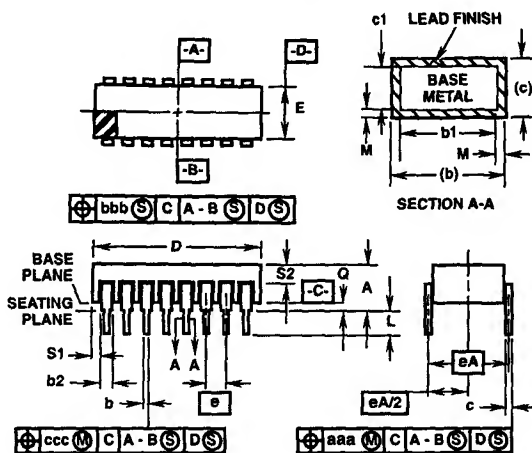 -A-
-D-
E
-B-
⌖ bbb Ⓢ C A - B Ⓢ D Ⓢ
c1
LEAD FINISH
BASE
METAL
(c)
M
b1
M
(b)
SECTION A-A
D
BASE
PLANE
SEATING
PLANE
S2
Q
-C-
A
L
S1
b2
b
A A
e
eA
eA/2
c
⌖ ccc Ⓜ C A - B Ⓢ D Ⓢ
⌖ aaa Ⓜ C A - B Ⓢ D Ⓢ